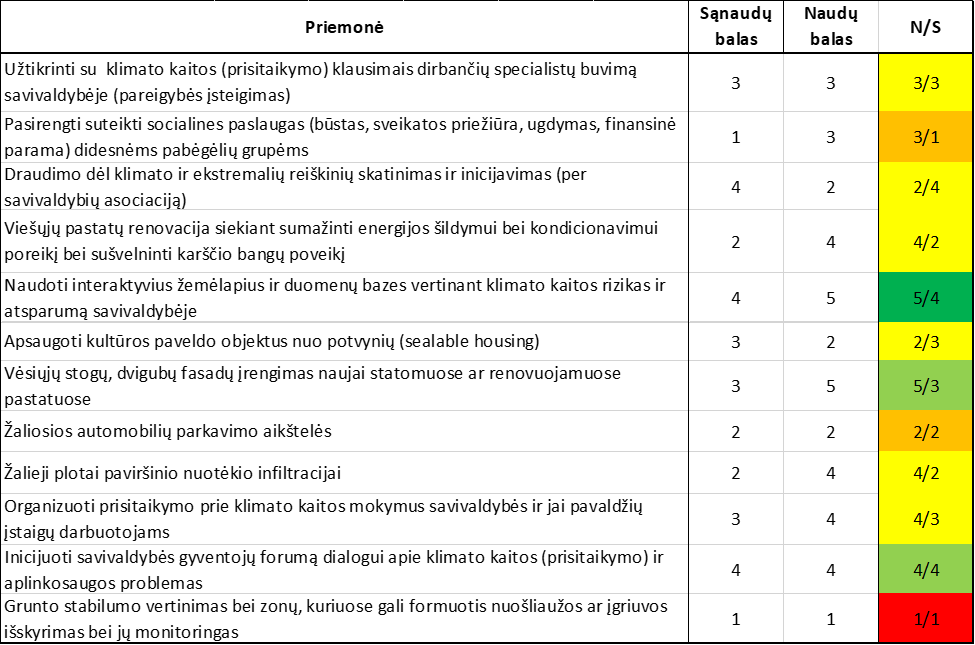 Priemonė
Sąnaudų
balas
Naudų
balas
N/S
Užtikrinti su klimato kaitos (prisitaikymo) klausimais dirbančių specialistų buvimą
savivaldybėje (pareigybės įsteigimas)
3
3
3/3
Pasirengti suteikti socialines paslaugas (būstas, sveikatos priežiūra, ugdymas, finansinė
parama) didesnėms pabėgėlių grupėms
1
3
3/1
Draudimo dėl klimato ir ekstremalių reiškinių skatinimas ir inicijavimas (per
savivaldybių asociaciją)
4
2
2/4
Viešųjų pastatų renovacija siekiant sumažinti energijos šildymui bei kondicionavimui
poreikį bei sušvelninti karščio bangų poveikį
2
4
4/2
Naudoti interaktyvius žemėlapius ir duomenų bazes vertinant klimato kaitos rizikas ir
atsparumą savivaldybėje
4
5
5/4
Apsaugoti kultūros paveldo objektus nuo potvynių (sealable housing)
3
2
2/3
Vėsiųjų stogų, dvigubų fasadų įrengimas naujai statomuose ar renovuojamuose
pastatuose
3
5
5/3
Žaliosios automobilių parkavimo aikštelės
2
2
2/2
Žalieji plotai paviršinio nuotėkio infiltracijai
2
4
4/2
Organizuoti prisitaikymo prie klimato kaitos mokymus savivaldybės ir jai pavaldžių
įstaigų darbuotojams
3
4
4/3
Inicijuoti savivaldybės gyventojų forumą dialogui apie klimato kaitos (prisitaikymo) ir
aplinkosaugos problemas
4
4
4/4
Grunto stabilumo vertinimas bei zonų, kuriuose gali formuotis nuošliaužos ar įgriuvos
išskyrimas bei jų monitoringas
1
1
1/1